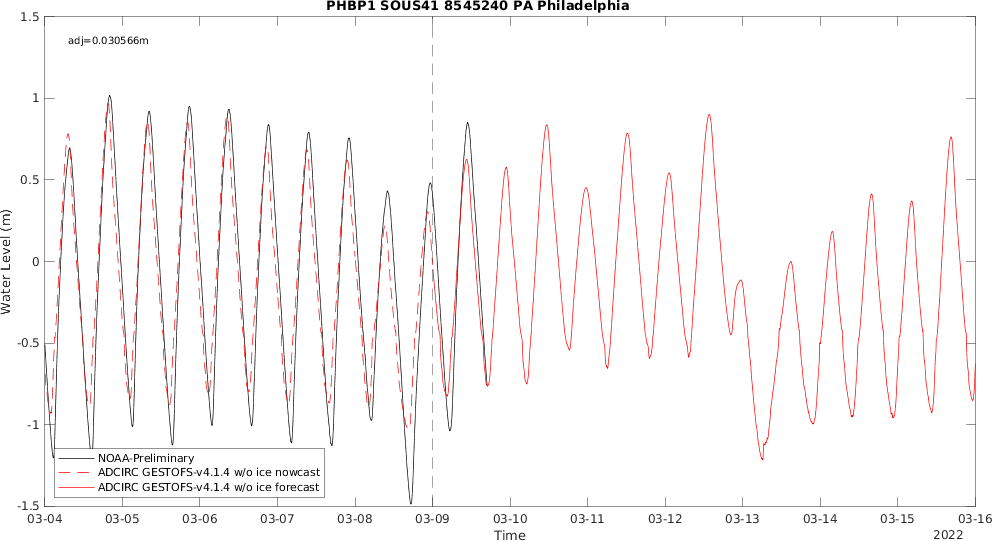 PHBP1 SOUS41 8545240 PA Philadelphia
adj=0.030566m
1.5
1
0.5
0
-0.5
-1
-1.5
Water Level (m)
NOAA-Preliminary
ADCIRC GESTOFS-v4.1.4 w/o ice nowcast
ADCIRC GESTOFS-v4.1.4 w/o ice forecast
03-04 03-05 03-06 03-07 03-08 03-09 03-10 03-11 03-12 03-13 03-14 03-15 03-16
Time
2022